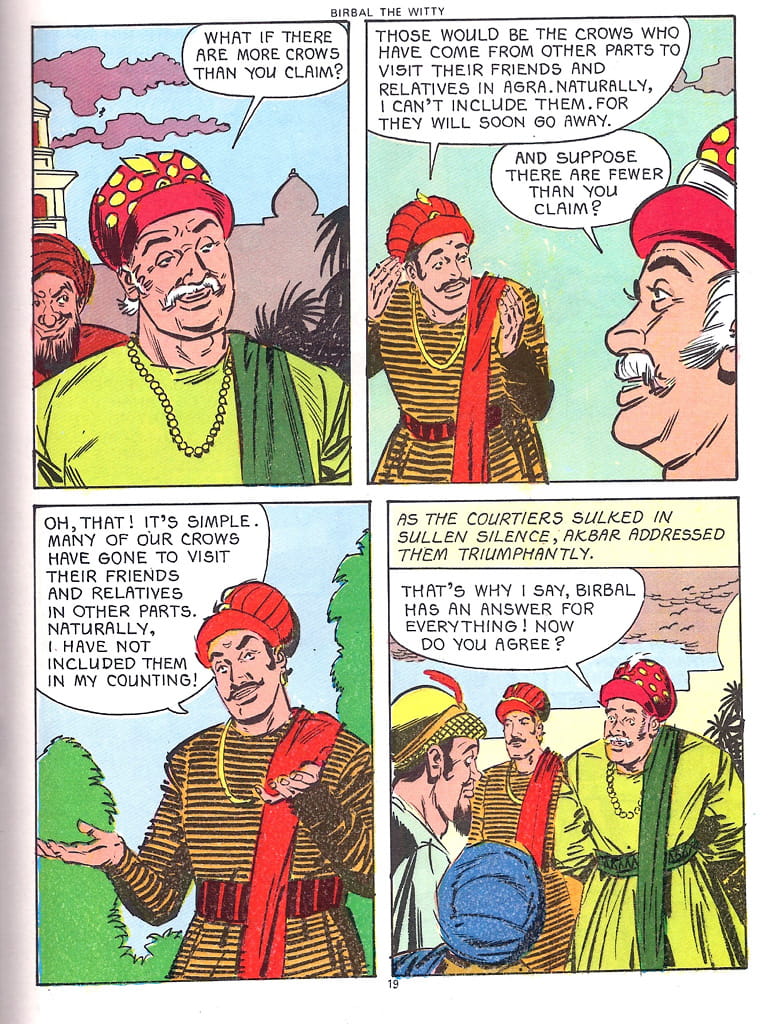 BIRBAL THE WITTY
WHAT IF THERE
ARE MORE CROWS
THAN YOU CLAIM?
THOSE WOULD BE THE CROWS WHO
HAVE COME FROM OTHER PARTS TO
VISIT THEIR FRIENDS AND
RELATIVES IN AGRA. NATURALLY,
I CAN'T INCLUDE THEM. FOR
THEY WILL SOON GO AWAY.
AND SUPPOSE
THERE ARE FEWER
THAN YOU
CLAIM?
OH, THAT! IT'S SIMPLE.
MANY OF OUR CROWS
HAVE GONE TO VISIT
THEIR FRIENDS
AND RELATIVES
IN OTHER PARTS.
NATURALLY,
I HAVE NOT
INCLUDED THEM
IN MY COUNTING!
AS THE COURTIERS SULKED IN
SULLEN SILENCE, AKBAR ADDRESSED
THEM TRIUMPHANTLY.
THAT'S WHY I SAY, BIRBAL
HAS AN ANSWER FOR
EVERYTHING! NOW
DO YOU AGREE?
19